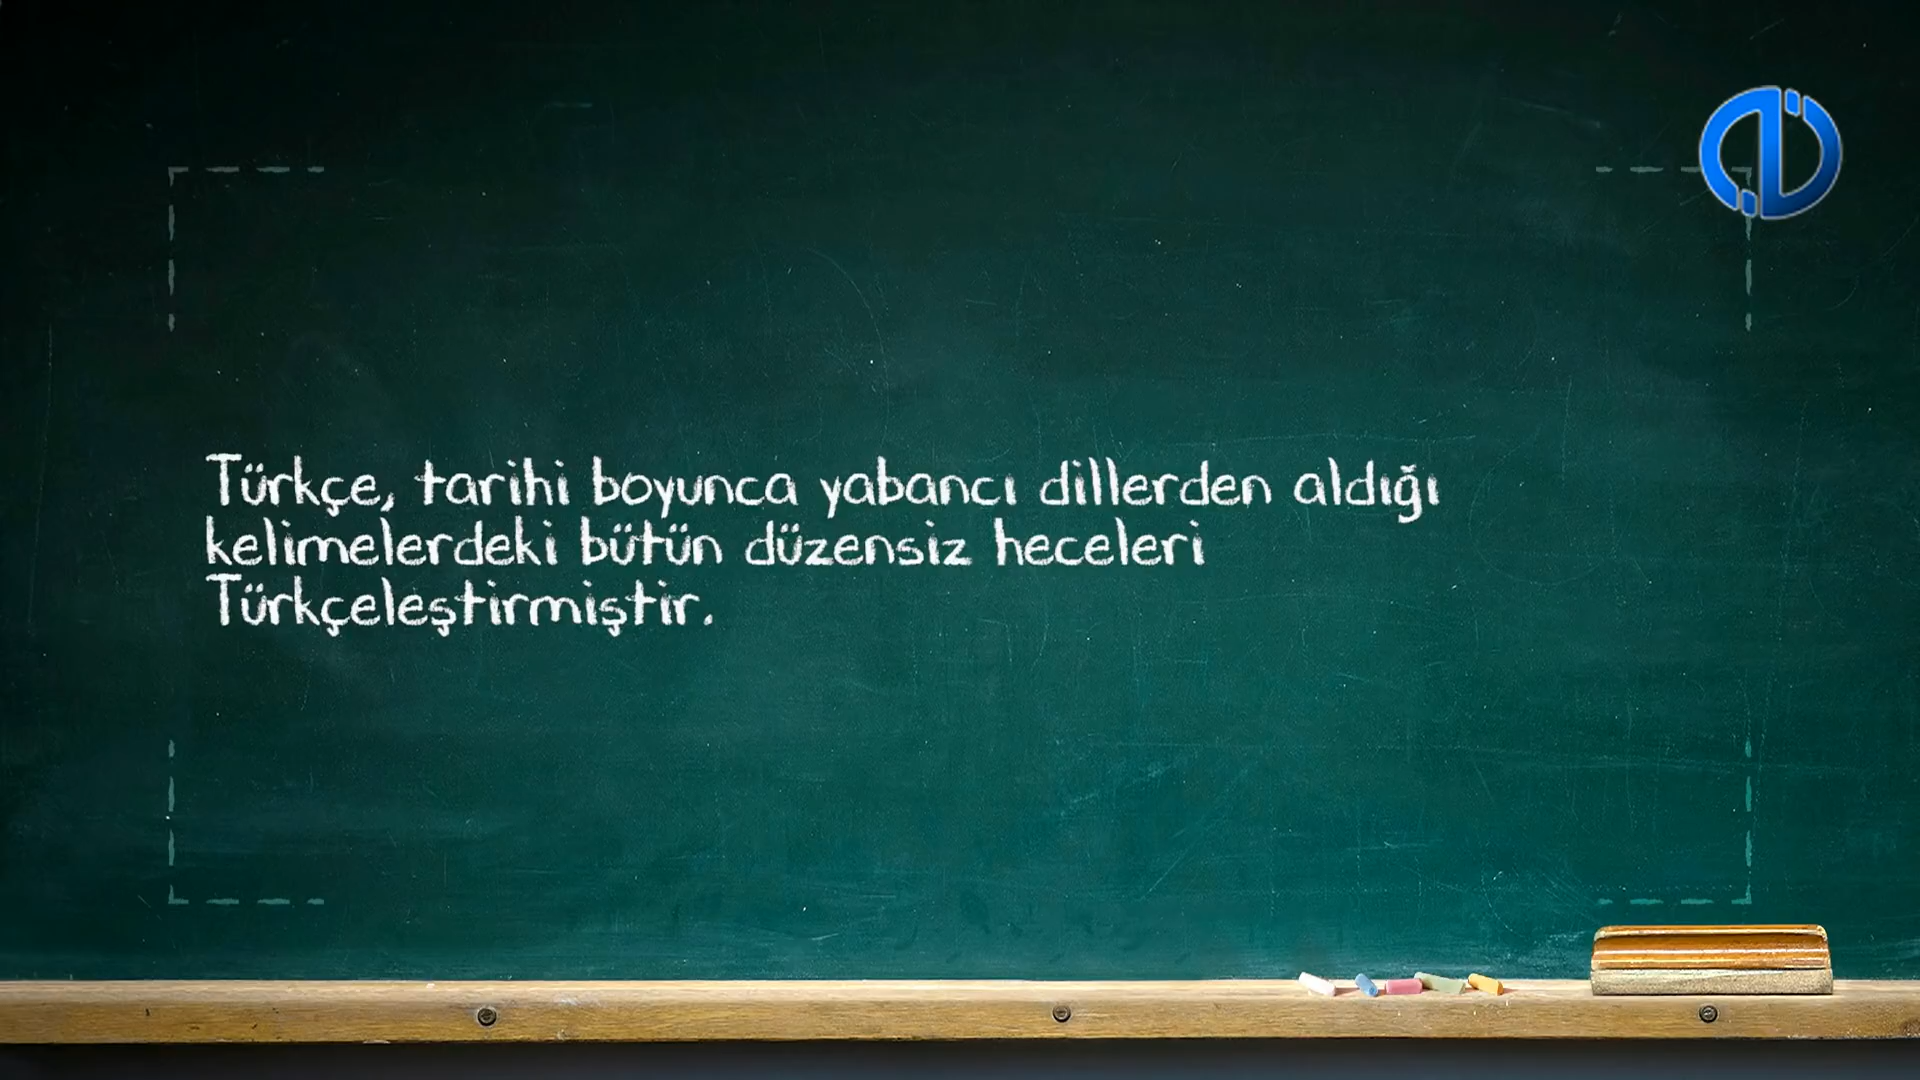 Türkçe, tarihi boyunca yabancı dillerden aldığı
kelimelerdeki bütün düzensiz heceleri
Türkçeleştirmiştir.